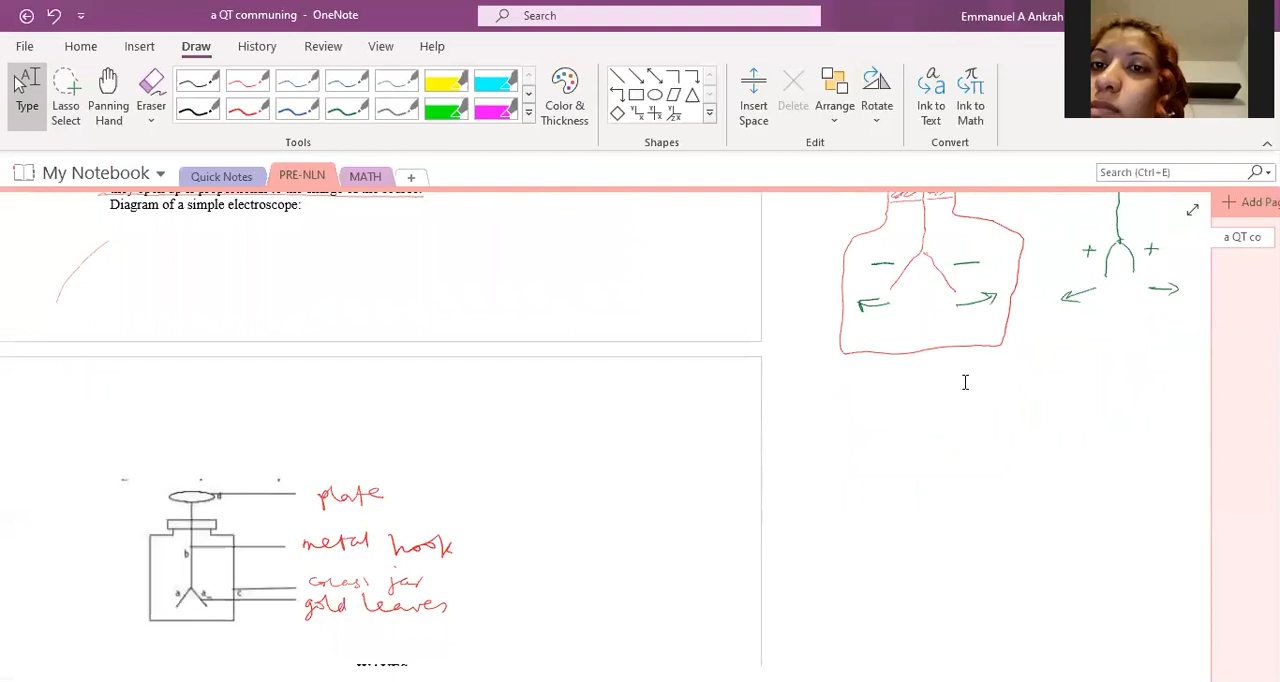 a QT communing - OneNote
Search
Emmanuel A Ankrah
File Home Insert Draw History Review View Help
Type
Lasso Select
Panning Hand
Eraser
Color & Thickness
Insert Space
Delete
Arrange
Rotate
Ink to Text
Ink to Math
Tools
Shapes
Edit
Convert
My Notebook
Quick Notes
PRE-NLN
MATH
+
Search (Ctrl+E)
Add Pag
a QT co
Diagram of a simple electroscope:
− −
+ +
d
plate
b
metal hook
a a
c
jar
gold leaves
WAVES